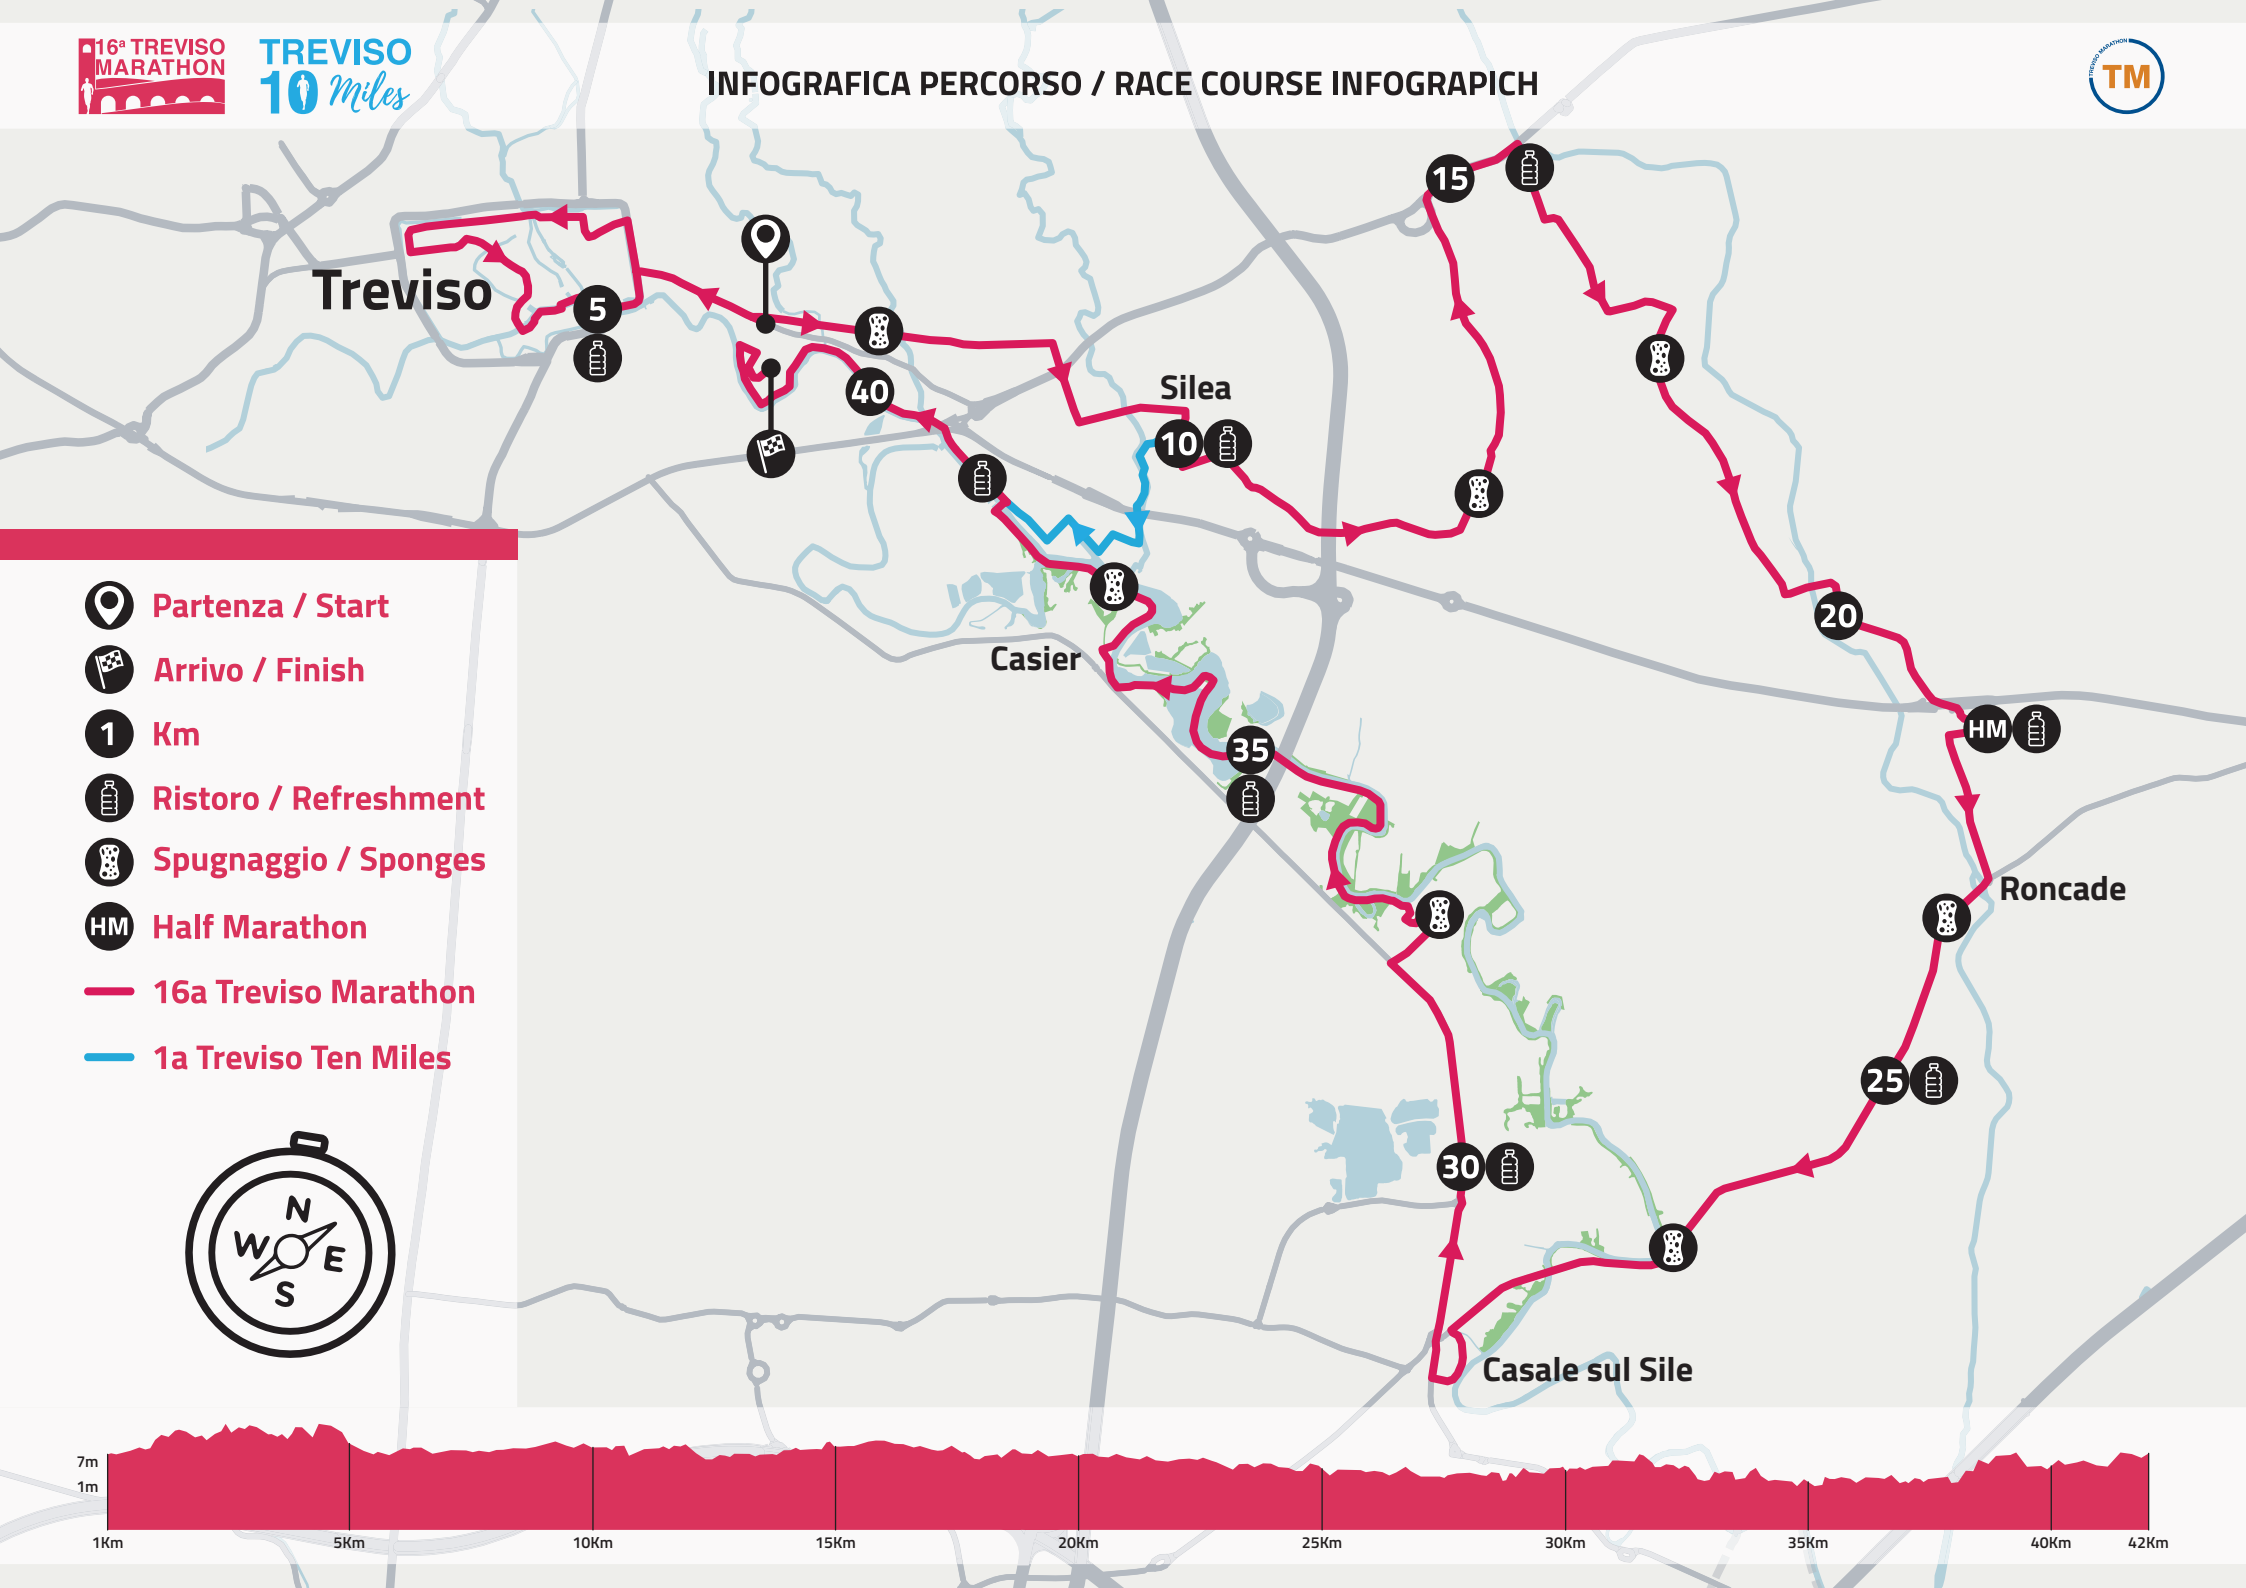 16ª TREVISO
MARATHON
TREVISO
10 Miles
INFOGRAFICA PERCORSO / RACE COURSE INFOGRAPICH
TREVISO MARATHON
TM
15
Treviso
5
40
Silea
10
20
Casier
HM
35
Roncade
25
30
Casale sul Sile
Partenza / Start
Arrivo / Finish
1 Km
Ristoro / Refreshment
Spugnaggio / Sponges
HM Half Marathon
16a Treviso Marathon
1a Treviso Ten Miles
N
W E
S
7m
1m
1Km 5Km 10Km 15Km 20Km 25Km 30Km 35Km 40Km 42Km